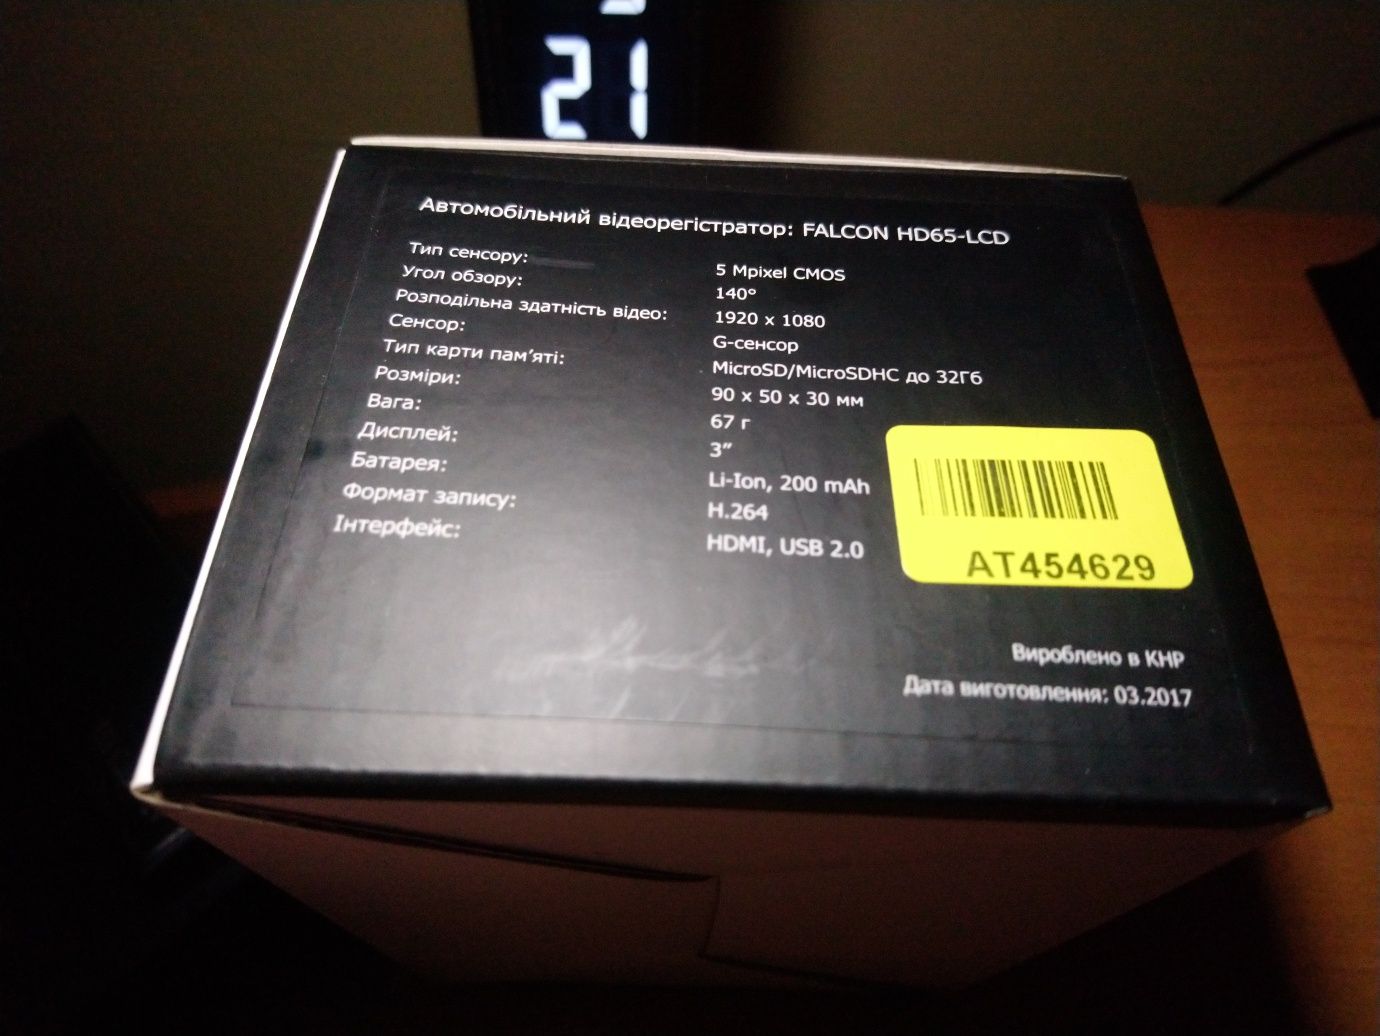 21
Автомобільний відеорегістратор: FALCON HD65-LCD
Тип сенсору: 5 Mpixel CMOS
Угол обзору: 140°
Розподільна здатність відео: 1920 x 1080
Сенсор: G-сенсор
Тип карти пам'яті: MicroSD/MicroSDHC до 32Гб
Розміри: 90 x 50 x 30 мм
Вага: 67 г
Дисплей: 3”
Батарея: Li-Ion, 200 mAh
Формат запису: H.264
Інтерфейс: HDMI, USB 2.0
AT454629
Вироблено в КНР
Дата виготовлення: 03.2017